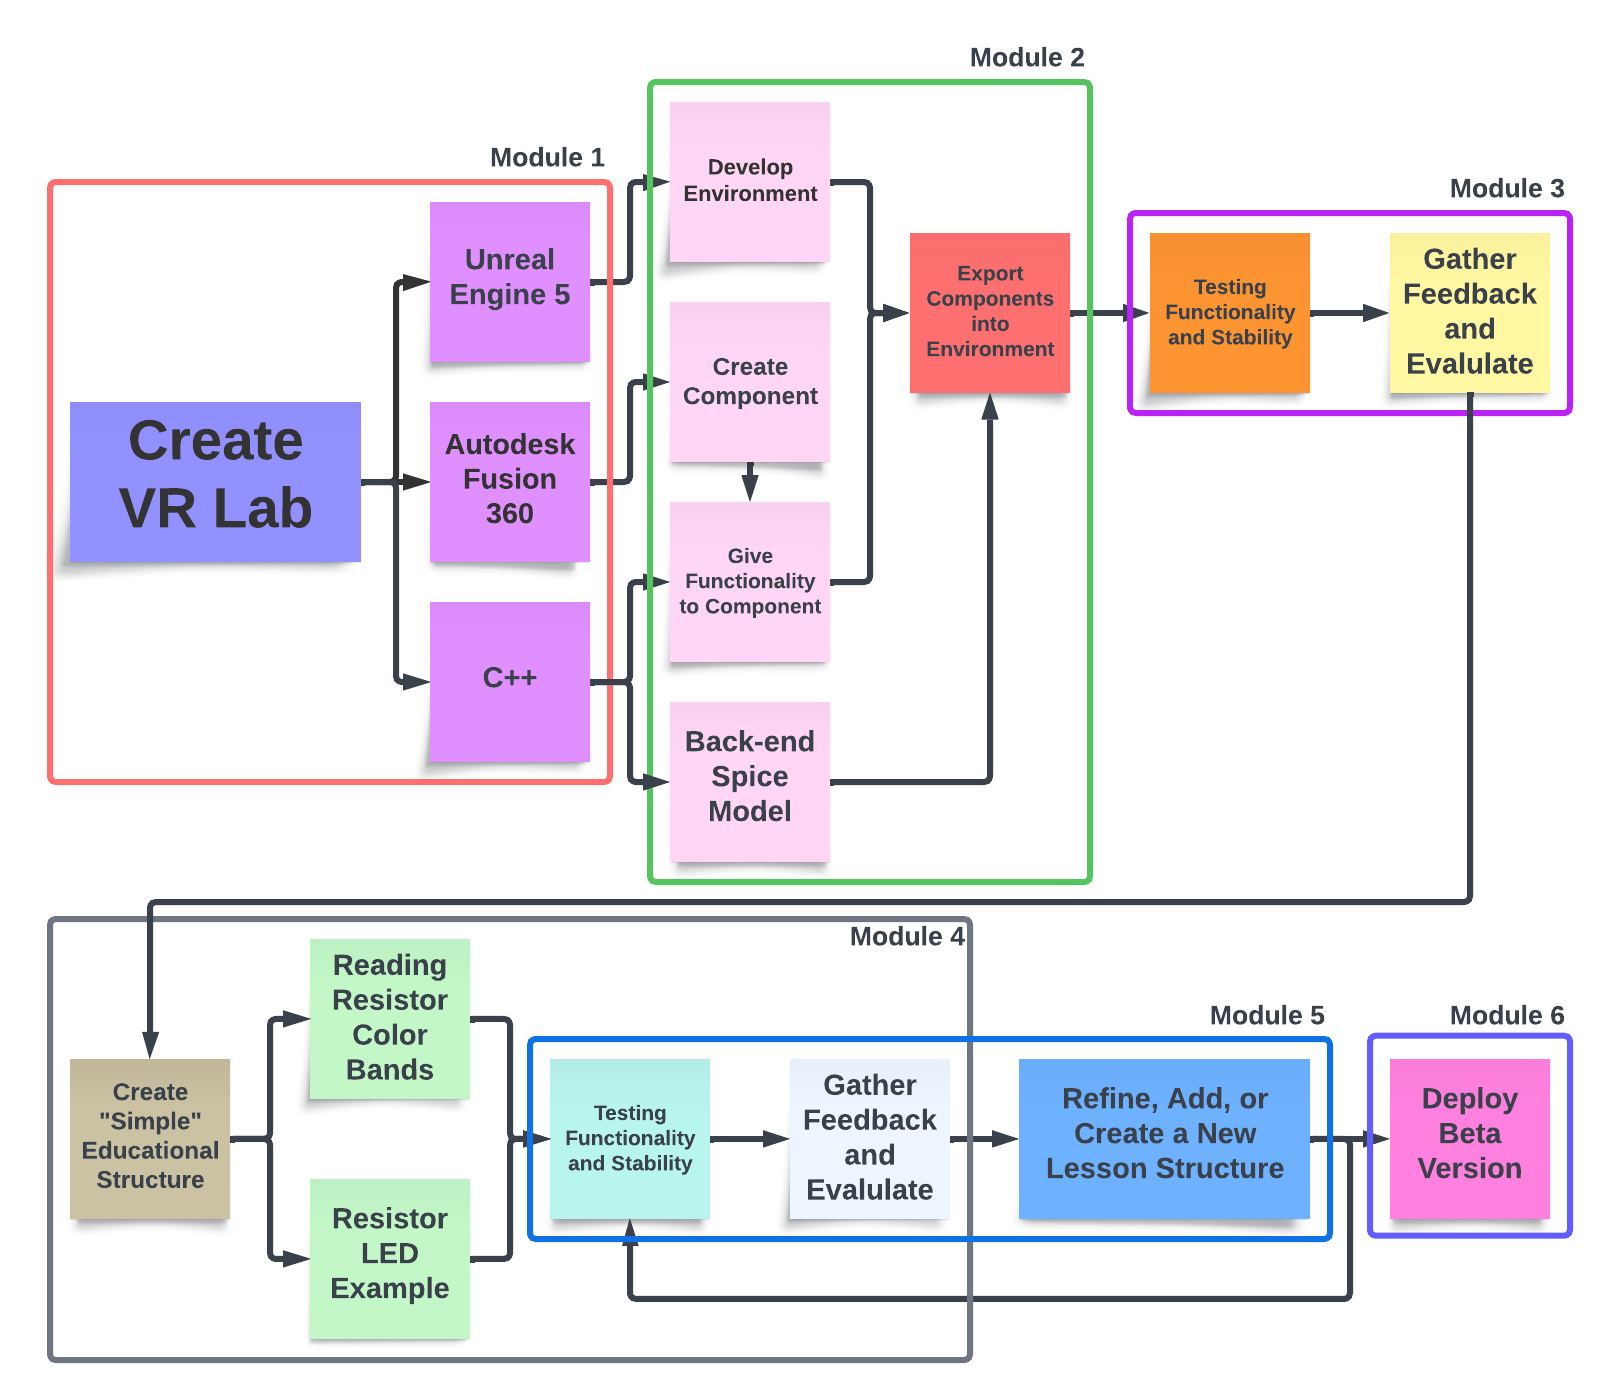 Module 2
Module 1
Develop
Environment
Module 3
Unreal
Engine 5
Export
Components
into
Environment
Testing
Functionality
and Stability
Gather
Feedback
and
Evalulate
Create
VR Lab
Autodesk
Fusion
360
Create
Component
Give
Functionality
to Component
C++
Back-end
Spice
Model
Module 4
Reading
Resistor
Color
Bands
Module 5
Module 6
Create
"Simple"
Educational
Structure
Testing
Functionality
and Stability
Gather
Feedback
and
Evalulate
Refine, Add, or
Create a New
Lesson Structure
Deploy
Beta
Version
Resistor
LED
Example